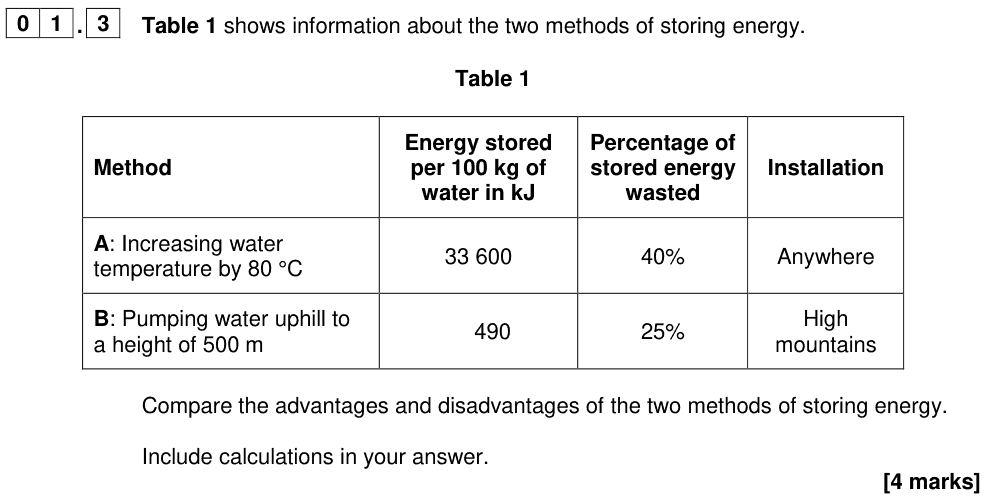 0 1 . 3 Table 1 shows information about the two methods of storing energy.
Table 1
Method
Energy stored
per 100 kg of
water in kJ
Percentage of
stored energy
wasted
Installation
A: Increasing water
temperature by 80 °C
33 600
40%
Anywhere
B: Pumping water uphill to
a height of 500 m
490
25%
High
mountains
Compare the advantages and disadvantages of the two methods of storing energy.
Include calculations in your answer.
[4 marks]